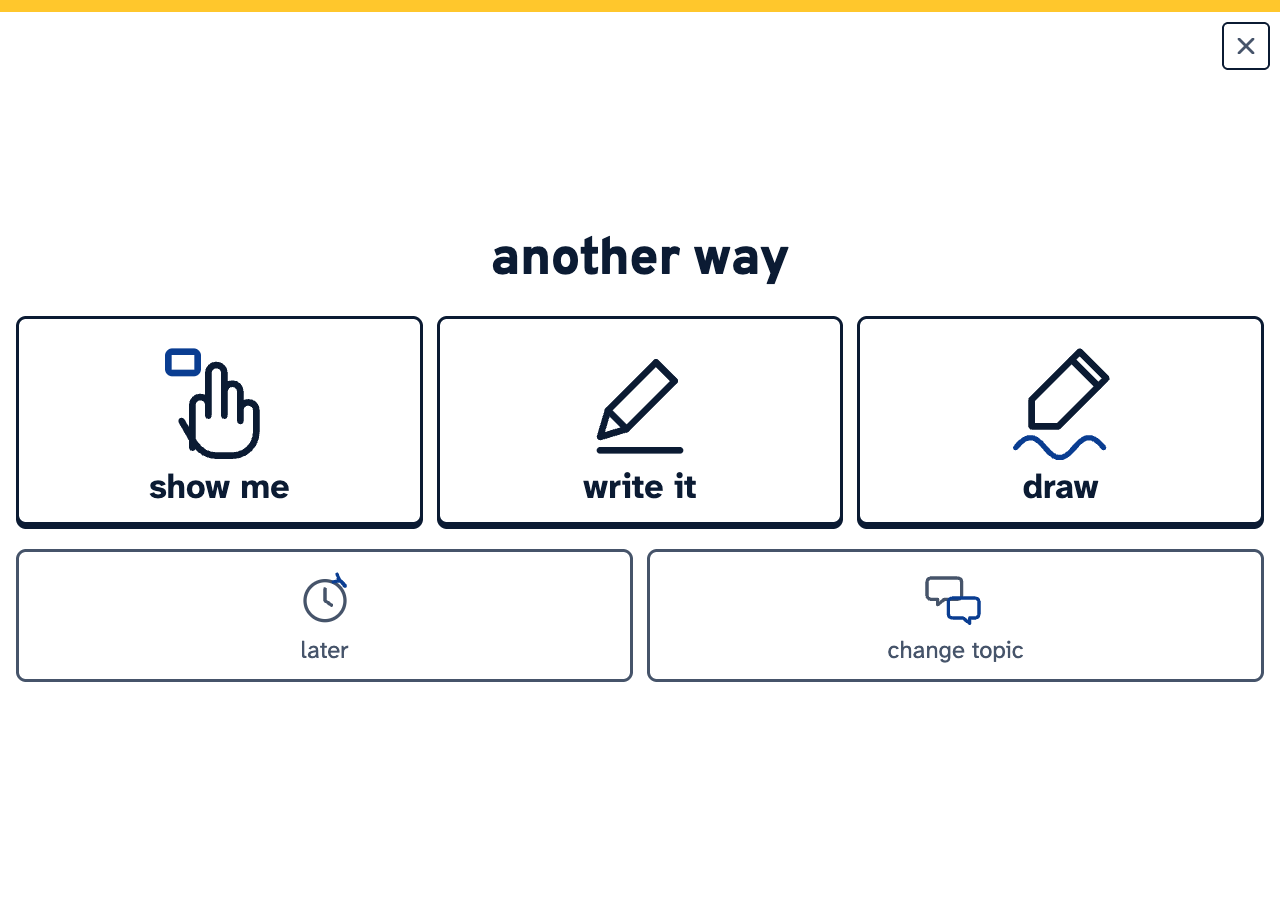 another way
show me
write it
draw
later
change topic